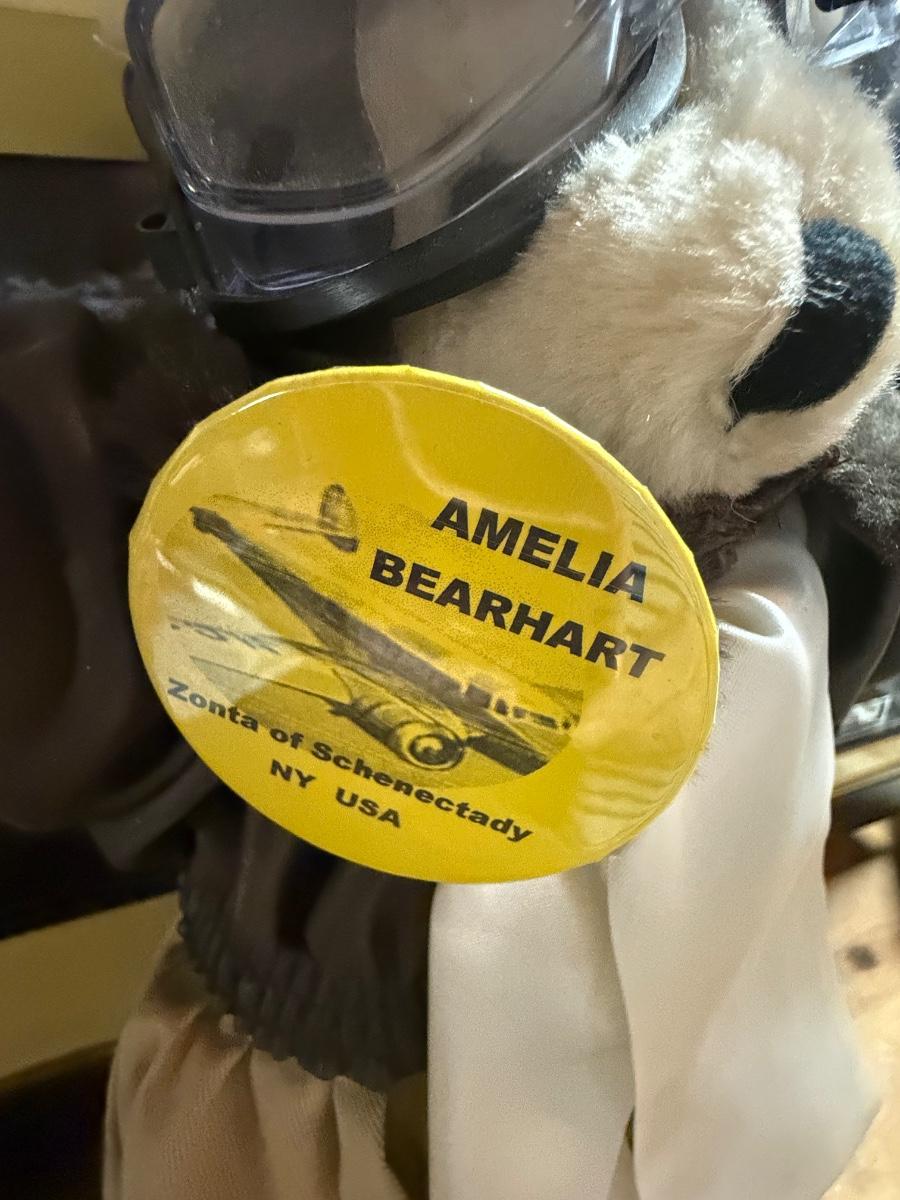 AMELIA
BEARHART
Zonta of Schenectady
NY USA